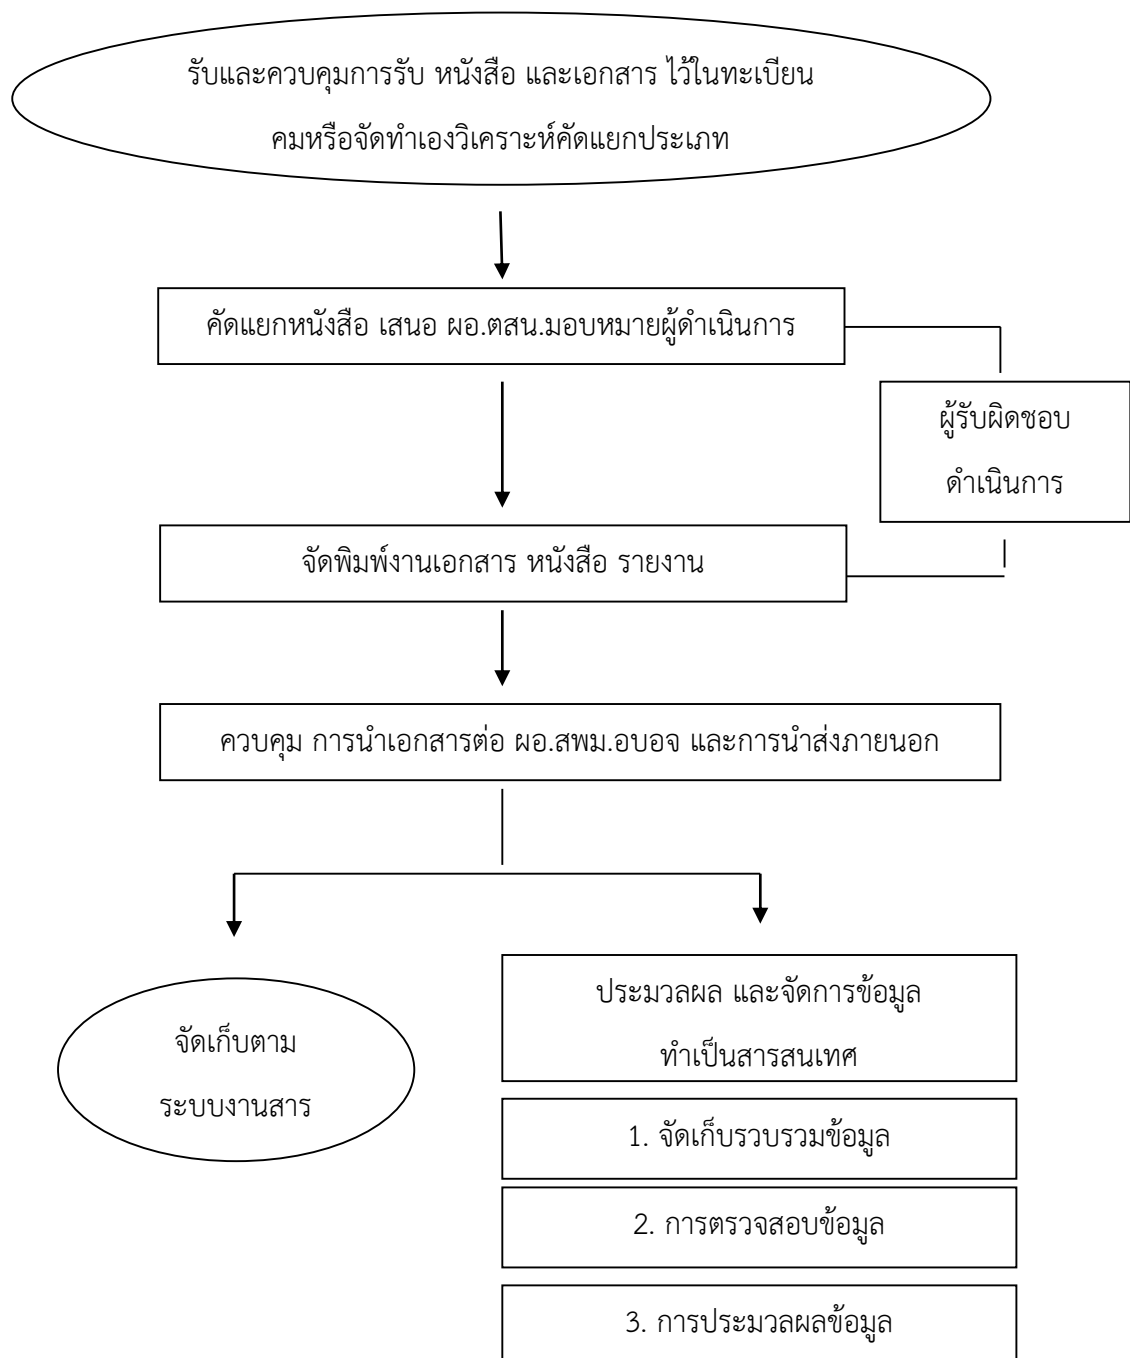 รับและควบคุมการรับ หนังสือ และเอกสาร ไว้ในทะเบียน
คมหรือจัดทำเองวิเคราะห์คัดแยกประเภท
คัดแยกหนังสือ เสนอ ผอ.ตสน.มอบหมายผู้ดำเนินการ
ผู้รับผิดชอบ
ดำเนินการ
จัดพิมพ์งานเอกสาร หนังสือ รายงาน
ควบคุม การนำเอกสารต่อ ผอ.สพม.อบอจ และการนำส่งภายนอก
จัดเก็บตาม
ระบบงานสาร
ประมวลผล และจัดการข้อมูล
ทำเป็นสารสนเทศ
1. จัดเก็บรวบรวมข้อมูล
2. การตรวจสอบข้อมูล
3. การประมวลผลข้อมูล